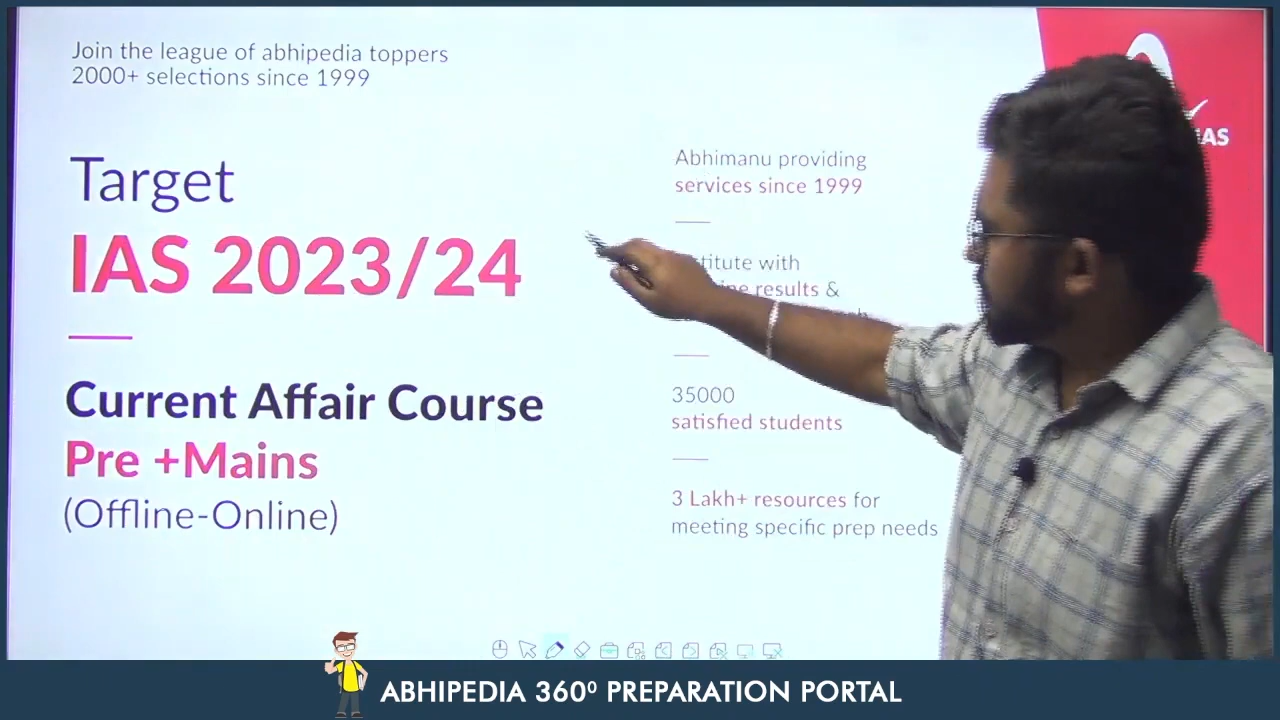 Join the league of abhipedia toppers
2000+ selections since 1999
Target
IAS 2023/24
Current Affair Course
Pre +Mains
(Offline-Online)
Abhimanu providing
services since 1999
with
results &
35000
satisfied students
3 Lakh+ resources for
meeting specific prep needs
IAS
ABHIPEDIA 360⁰ PREPARATION PORTAL